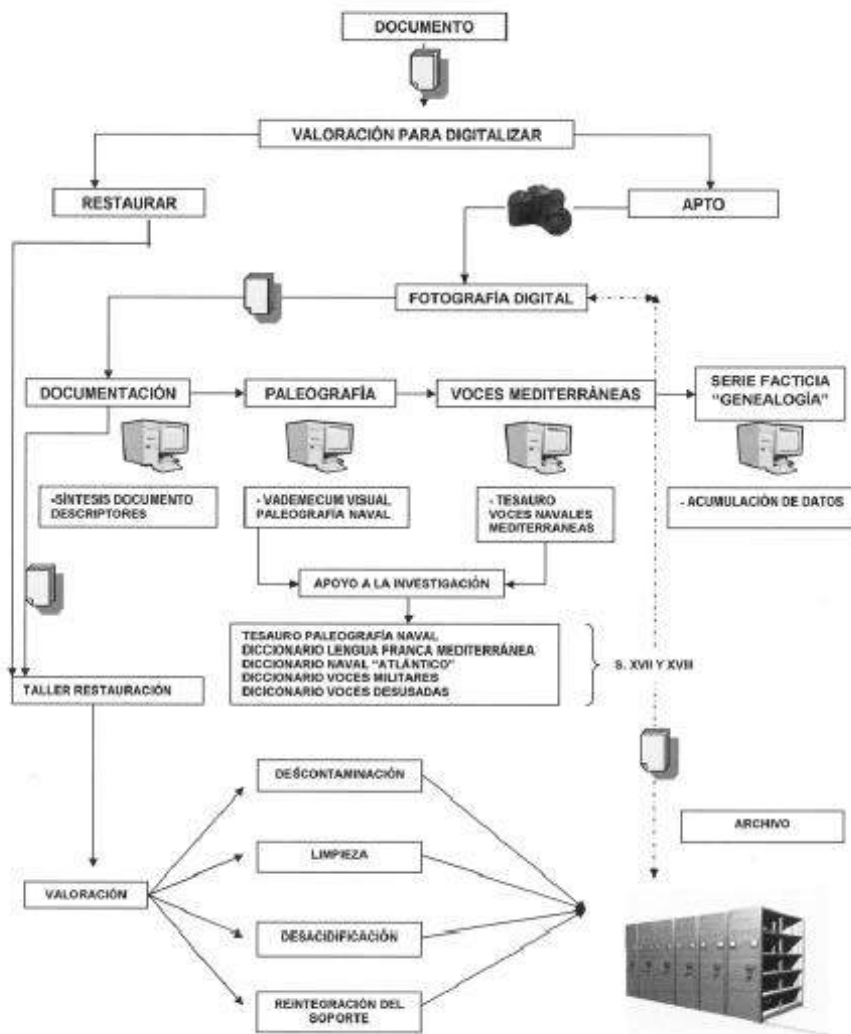 DOCUMENTO
VALORACIÓN PARA DIGITALIZAR
RESTAURAR
APTO
FOTOGRAFÍA DIGITAL
DOCUMENTACIÓN
PALEOGRAFÍA
VOCES MEDITERRÁNEAS
SERIE FACTICIA
"GENEALOGÍA"
-SÍNTESIS DOCUMENTO
DESCRIPTORES
- VADEMECUM VISUAL
PALEOGRAFÍA NAVAL
- TESAURO
VOCES NAVALES
MEDITERRANEAS
- ACUMULACIÓN DE DATOS
APOYO A LA INVESTIGACIÓN
TESAURO PALEOGRAFÍA NAVAL
DICCIONARIO LENGUA FRANCA MEDITERRÁNEA
DICCIONARIO NAVAL "ATLÁNTICO"
DICCIONARIO VOCES MILITARES
DICICONARIO VOCES DESUSADAS
S. XVII Y XVIII
TALLER RESTAURACIÓN
DESCONTAMINACIÓN
ARCHIVO
LIMPIEZA
VALORACIÓN
DESACIDIFICACIÓN
REINTEGRACIÓN DEL
SOPORTE